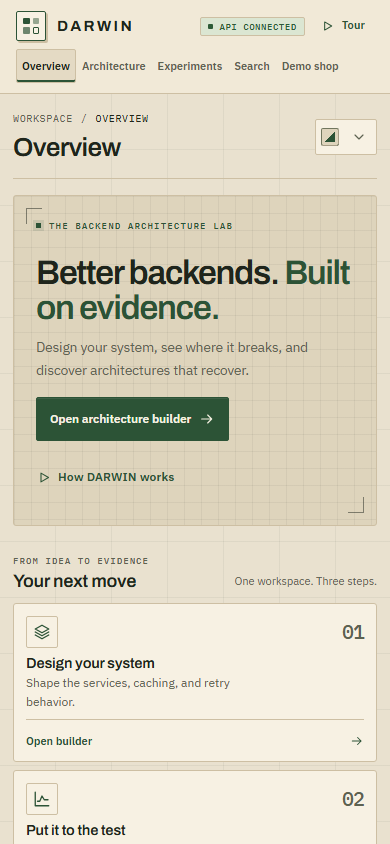 DARWIN
API CONNECTED
Tour
Overview
Architecture
Experiments
Search
Demo shop
WORKSPACE / OVERVIEW
Overview
THE BACKEND ARCHITECTURE LAB
Better backends. Built
on evidence.
Design your system, see where it breaks, and
discover architectures that recover.
Open architecture builder
How DARWIN works
FROM IDEA TO EVIDENCE
Your next move
One workspace. Three steps.
01
Design your system
Shape the services, caching, and retry
behavior.
Open builder
02
Put it to the test